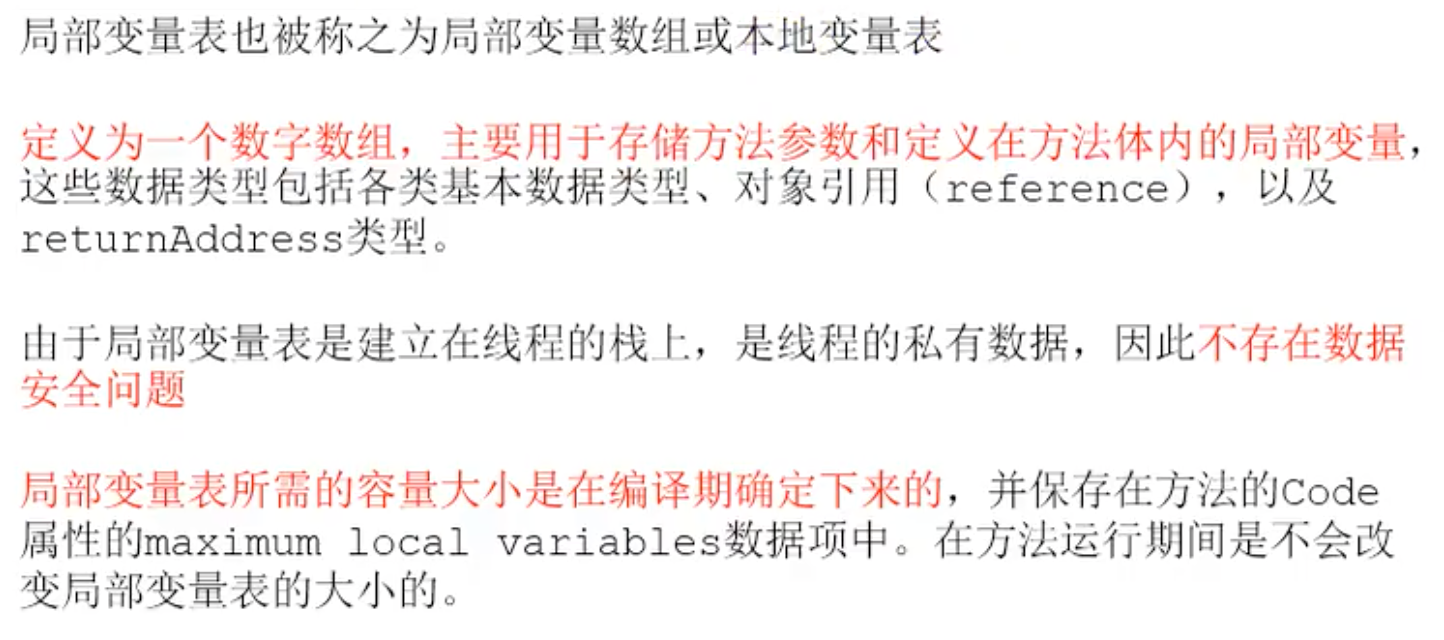 局部变量表也被称之为局部变量数组或本地变量表
定义为一个数字数组，主要用于存储方法参数和定义在方法体内的局部变量，
这些数据类型包括各类基本数据类型、对象引用（reference），以及
returnAddress类型。
由于局部变量表是建立在线程的栈上，是线程的私有数据，因此不存在数据
安全问题
局部变量表所需的容量大小是在编译期确定下来的，并保存在方法的Code
属性的maximum local variables数据项中。在方法运行期间是不会改
变局部变量表的大小的。